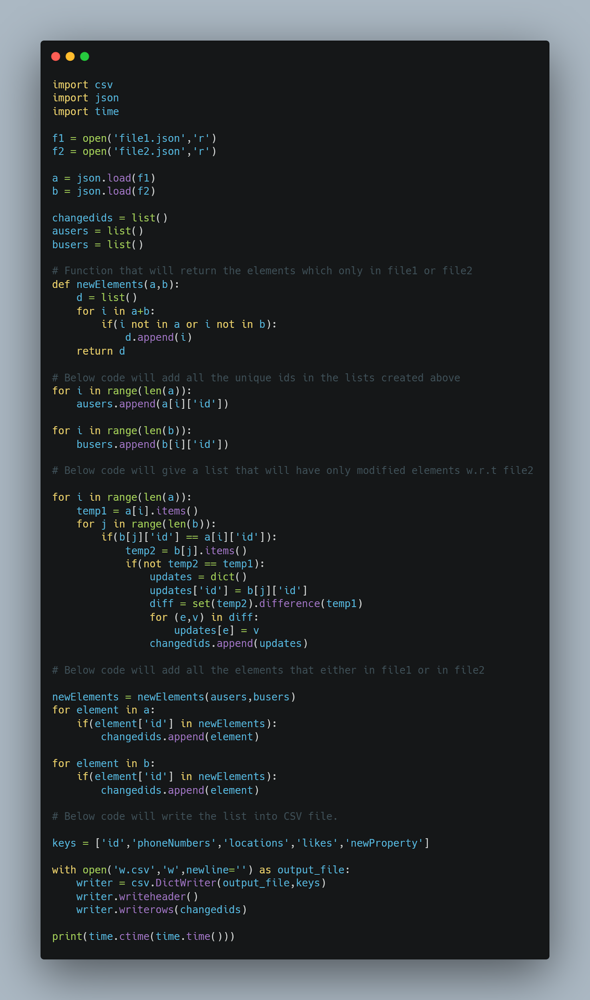 import csv
import json
import time

f1 = open('file1.json','r')
f2 = open('file2.json','r')

a = json.load(f1)
b = json.load(f2)

changedids = list()
ausers = list()
busers = list()

# Function that will return the elements which only in file1 or file2
def newElements(a,b):
    d = list()
    for i in a+b:
        if(i not in a or i not in b):
            d.append(i)
    return d

# Below code will add all the unique ids in the lists created above
for i in range(len(a)):
    ausers.append(a[i]['id'])

for i in range(len(b)):
    busers.append(b[i]['id'])

# Below code will give a list that will have only modified elements w.r.t file2

for i in range(len(a)):
    temp1 = a[i].items()
    for j in range(len(b)):
        if(b[j]['id'] == a[i]['id']):
            temp2 = b[j].items()
            if(not temp2 == temp1):
                updates = dict()
                updates['id'] = b[j]['id']
                diff = set(temp2).difference(temp1)
                for (e,v) in diff:
                    updates[e] = v
                changedids.append(updates)

# Below code will add all the elements that either in file1 or in file2

newElements = newElements(ausers,busers)
for element in a:
    if(element['id'] in newElements):
        changedids.append(element)

for element in b:
    if(element['id'] in newElements):
        changedids.append(element)

# Below code will write the list into CSV file.

keys = ['id','phoneNumbers','locations','likes','newProperty']

with open('w.csv','w',newline='') as output_file:
    writer = csv.DictWriter(output_file,keys)
    writer.writeheader()
    writer.writerows(changedids)

print(time.ctime(time.time()))